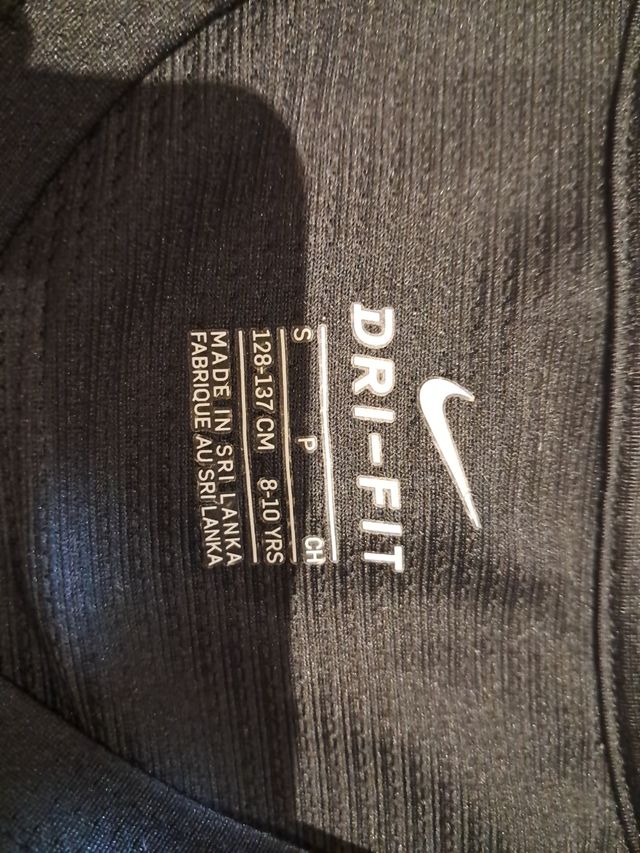 DRI-FIT
S P CH
128-137 CM 8-10 YRS
MADE IN SRI LANKA
FABRIQUE AU SRI LANKA